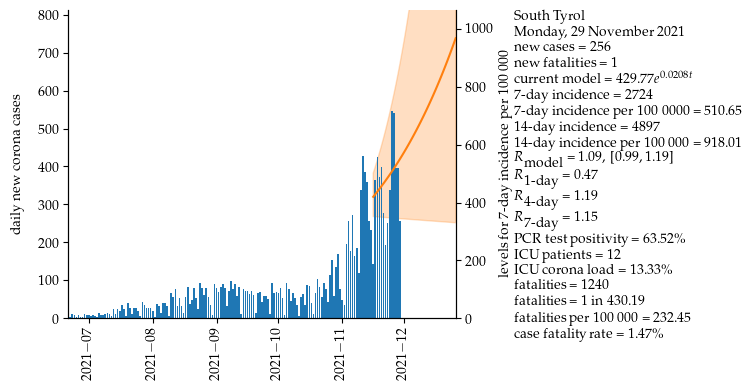 800
700
600
500
400
300
200
100
0
daily new corona cases
1000
800
600
400
200
0
levels for 7-day incidence per 100 000
2021−07
2021−08
2021−09
2021−10
2021−11
2021−12
South Tyrol
Monday, 29 November 2021
new cases = 256
new fatalities = 1
current model = 429.77e^0.0208t
7-day incidence = 2724
7-day incidence per 100 0000 = 510.65
14-day incidence = 4897
14-day incidence per 100 000 = 918.01
R_model = 1.09, [0.99, 1.19]
R_1-day = 0.47
R_4-day = 1.19
R_7-day = 1.15
PCR test positivity = 63.52%
ICU patients = 12
ICU corona load = 13.33%
fatalities = 1240
fatalities = 1 in 430.19
fatalities per 100 000 = 232.45
case fatality rate = 1.47%